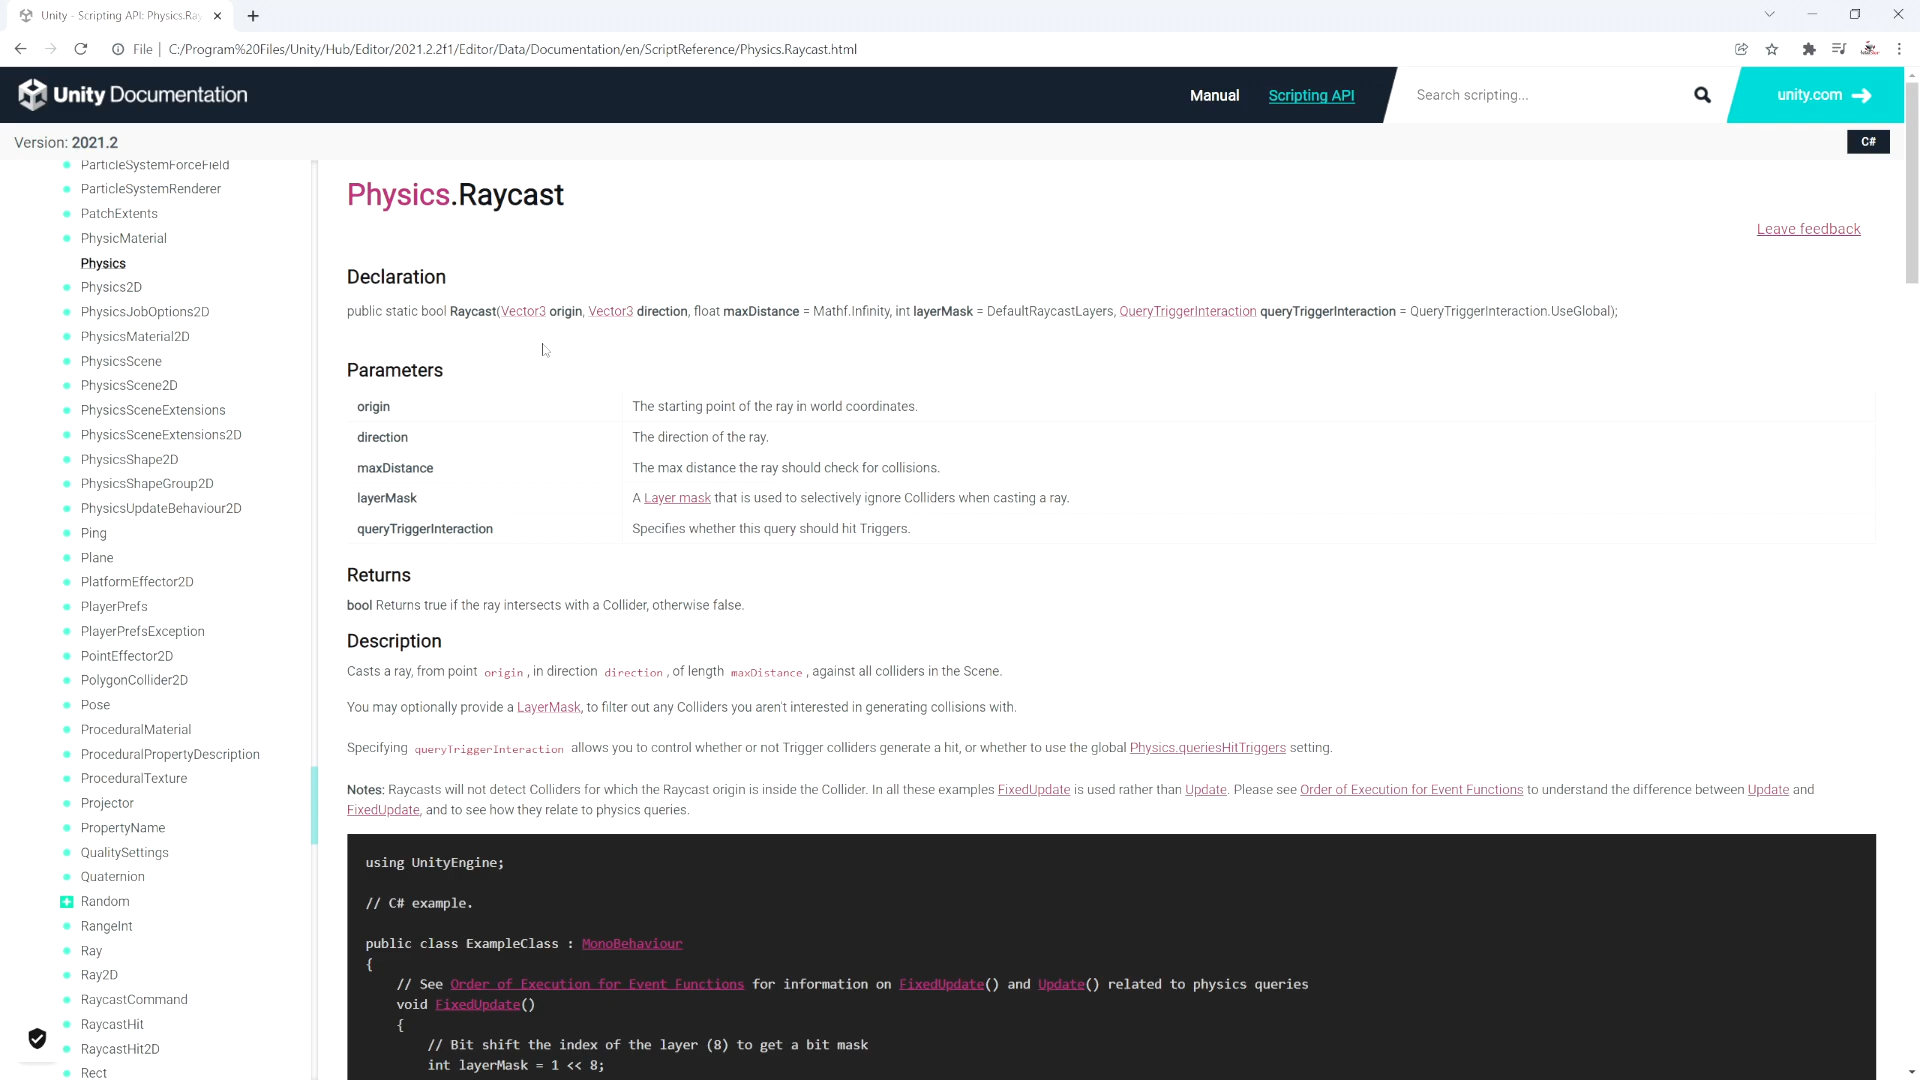 Unity - Scripting API: Physics.Ray
File | C:/Program%20Files/Unity/Hub/Editor/2021.2.2f1/Editor/Data/Documentation/en/ScriptReference/Physics.Raycast.html
Unity Documentation
Manual
Scripting API
Search scripting...
unity.com
Version: 2021.2
C#
ParticleSystemForceField
ParticleSystemRenderer
PatchExtents
PhysicMaterial
Physics
Physics2D
PhysicsJobOptions2D
PhysicsMaterial2D
PhysicsScene
PhysicsScene2D
PhysicsSceneExtensions
PhysicsSceneExtensions2D
PhysicsShape2D
PhysicsShapeGroup2D
PhysicsUpdateBehaviour2D
Ping
Plane
PlatformEffector2D
PlayerPrefs
PlayerPrefsException
PointEffector2D
PolygonCollider2D
Pose
ProceduralMaterial
ProceduralPropertyDescription
ProceduralTexture
Projector
PropertyName
QualitySettings
Quaternion
Random
RangeInt
Ray
Ray2D
RaycastCommand
RaycastHit
RaycastHit2D
Rect
Physics.Raycast
Leave feedback
Declaration
public static bool Raycast(Vector3 origin, Vector3 direction, float maxDistance = Mathf.Infinity, int layerMask = DefaultRaycastLayers, QueryTriggerInteraction queryTriggerInteraction = QueryTriggerInteraction.UseGlobal);
Parameters
origin The starting point of the ray in world coordinates.
direction The direction of the ray.
maxDistance The max distance the ray should check for collisions.
layerMask A Layer mask that is used to selectively ignore Colliders when casting a ray.
queryTriggerInteraction Specifies whether this query should hit Triggers.
Returns
bool Returns true if the ray intersects with a Collider, otherwise false.
Description
Casts a ray, from point origin, in direction direction, of length maxDistance, against all colliders in the Scene.
You may optionally provide a LayerMask, to filter out any Colliders you aren't interested in generating collisions with.
Specifying queryTriggerInteraction allows you to control whether or not Trigger colliders generate a hit, or whether to use the global Physics.queriesHitTriggers setting.
Notes: Raycasts will not detect Colliders for which the Raycast origin is inside the Collider. In all these examples FixedUpdate is used rather than Update. Please see Order of Execution for Event Functions to understand the difference between Update and
FixedUpdate, and to see how they relate to physics queries.
using UnityEngine;
// C# example.
public class ExampleClass : MonoBehaviour
{
// See Order of Execution for Event Functions for information on FixedUpdate() and Update() related to physics queries
void FixedUpdate()
{
// Bit shift the index of the layer (8) to get a bit mask
int layerMask = 1 << 8;